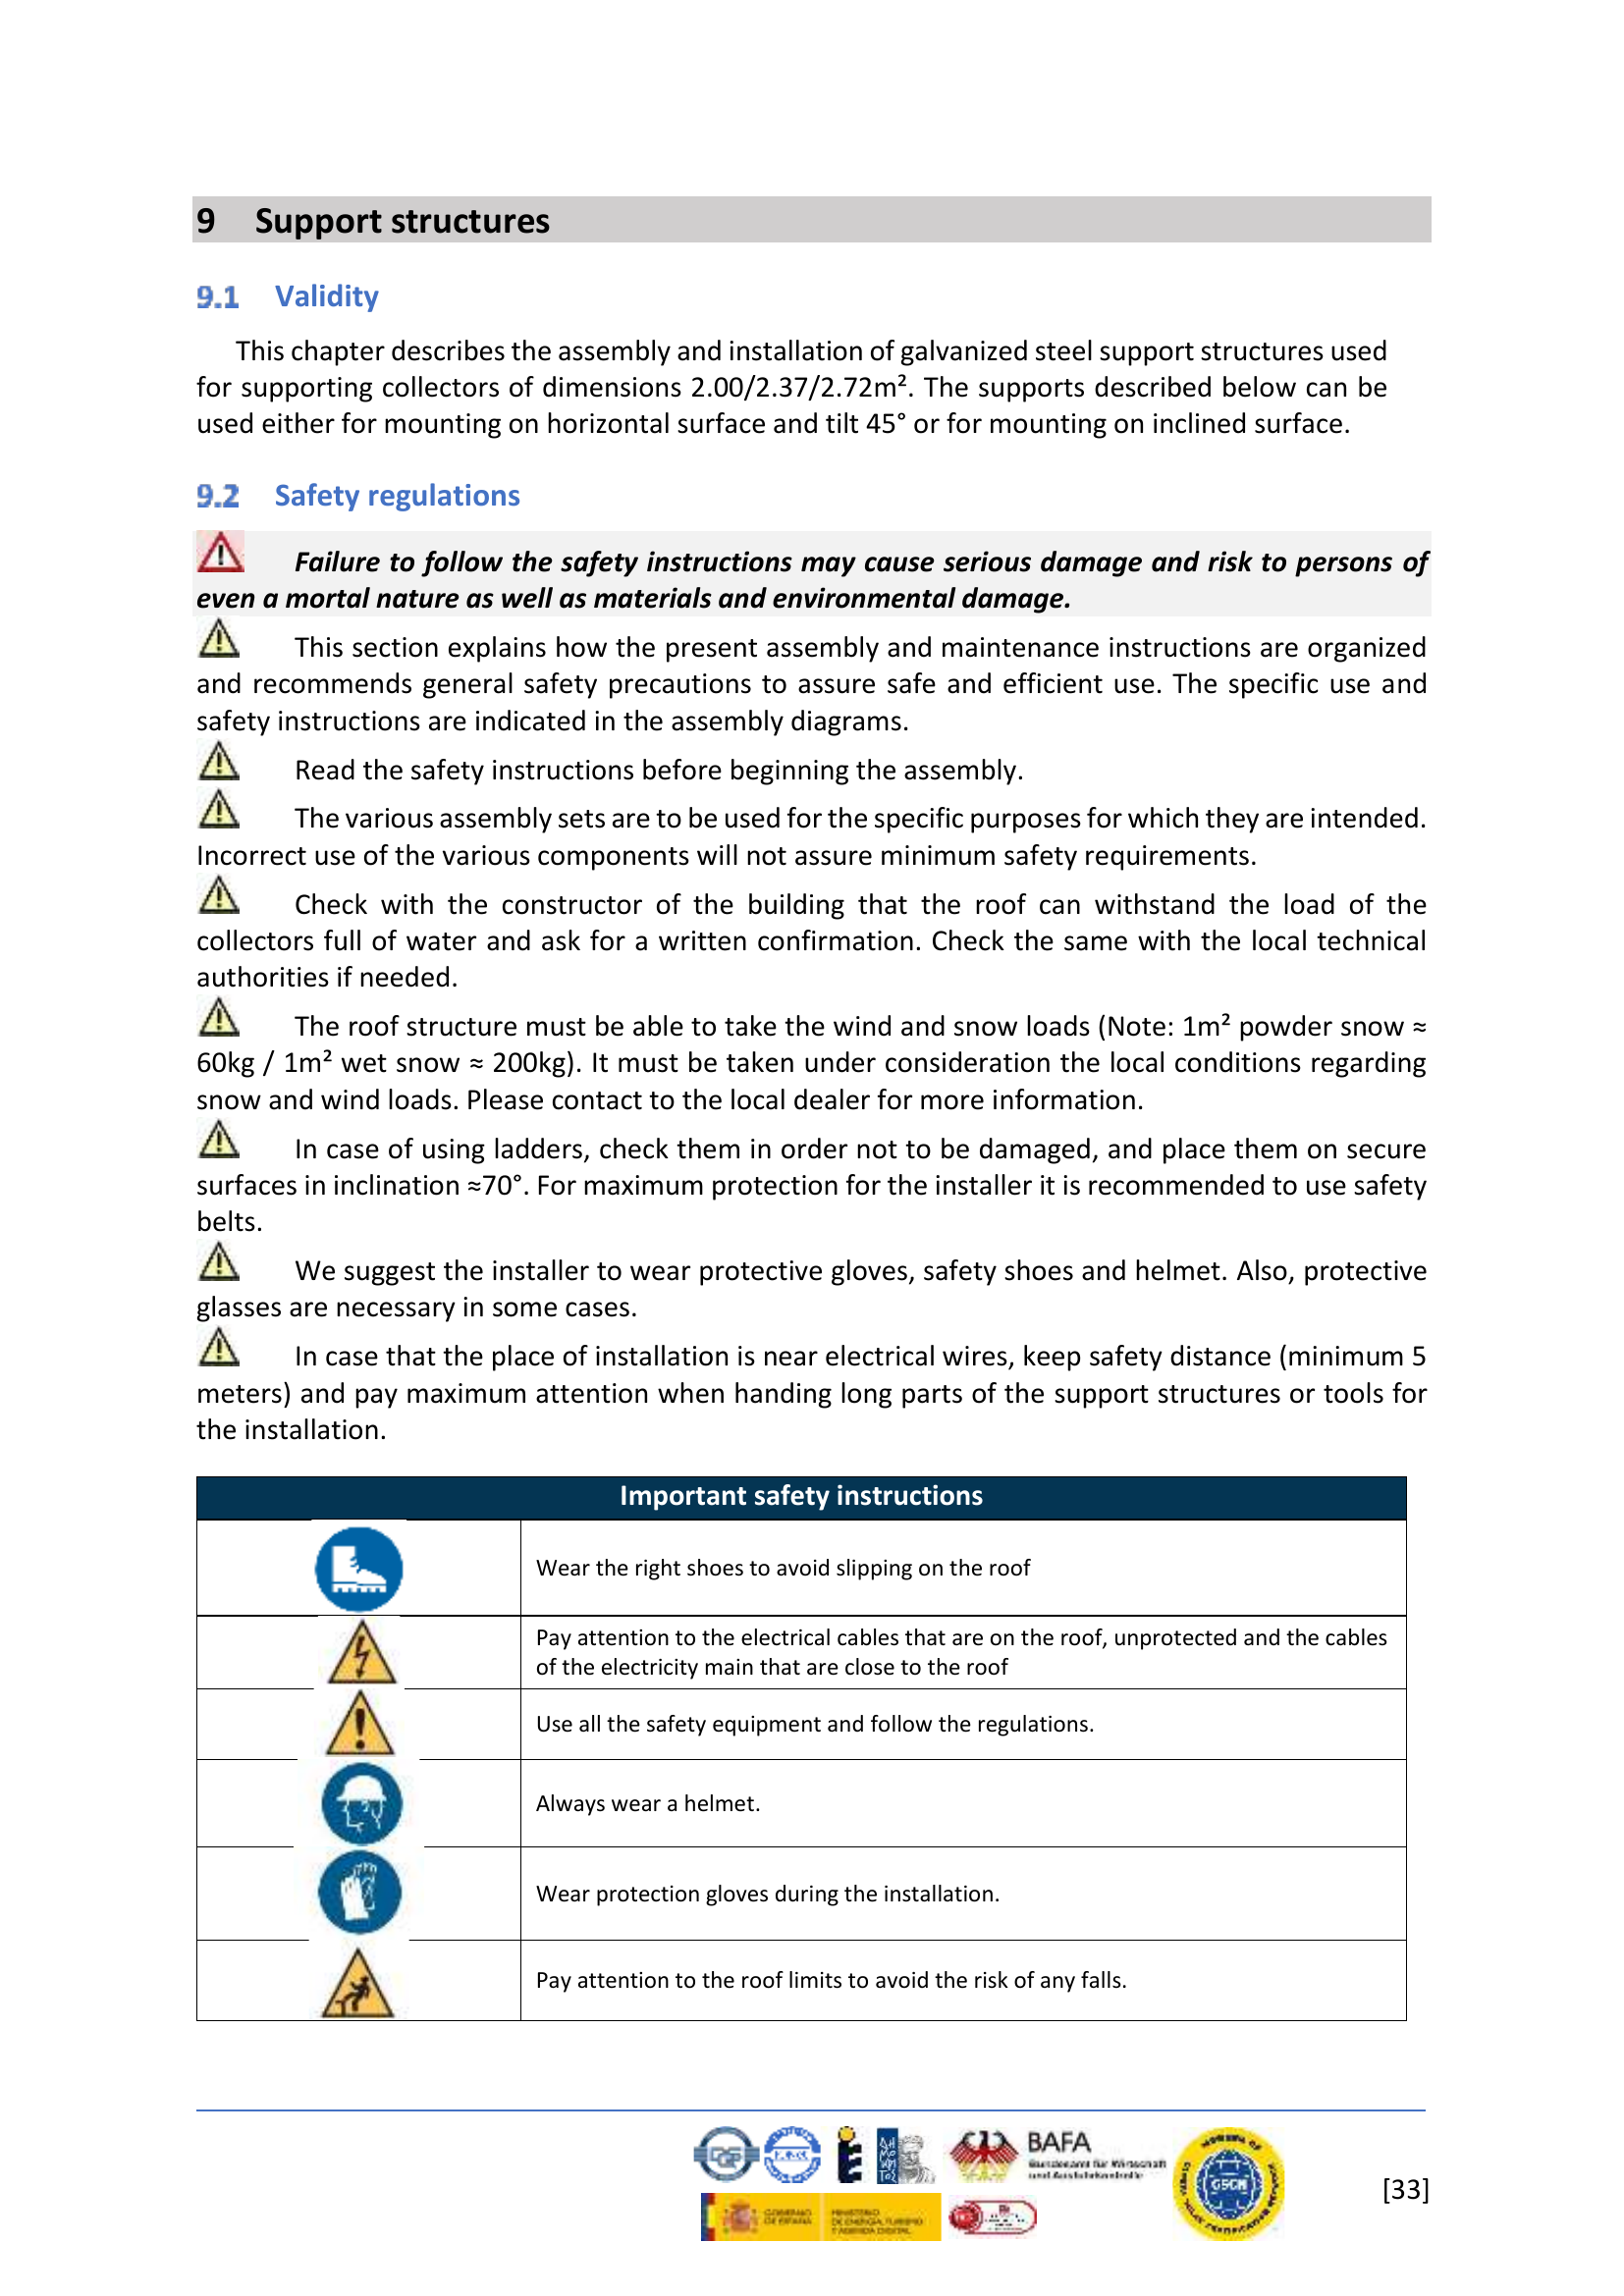 9 Support structures
9.1 Validity
This chapter describes the assembly and installation of galvanized steel support structures used
for supporting collectors of dimensions 2.00/2.37/2.72m². The supports described below can be
used either for mounting on horizontal surface and tilt 45° or for mounting on inclined surface.
9.2 Safety regulations
Failure to follow the safety instructions may cause serious damage and risk to persons of
even a mortal nature as well as materials and environmental damage.
This section explains how the present assembly and maintenance instructions are organized
and recommends general safety precautions to assure safe and efficient use. The specific use and
safety instructions are indicated in the assembly diagrams.
Read the safety instructions before beginning the assembly.
The various assembly sets are to be used for the specific purposes for which they are intended.
Incorrect use of the various components will not assure minimum safety requirements.
Check with the constructor of the building that the roof can withstand the load of the
collectors full of water and ask for a written confirmation. Check the same with the local technical
authorities if needed.
The roof structure must be able to take the wind and snow loads (Note: 1m² powder snow ≈
60kg / 1m² wet snow ≈ 200kg). It must be taken under consideration the local conditions regarding
snow and wind loads. Please contact to the local dealer for more information.
In case of using ladders, check them in order not to be damaged, and place them on secure
surfaces in inclination ≈70°. For maximum protection for the installer it is recommended to use safety
belts.
We suggest the installer to wear protective gloves, safety shoes and helmet. Also, protective
glasses are necessary in some cases.
In case that the place of installation is near electrical wires, keep safety distance (minimum 5
meters) and pay maximum attention when handing long parts of the support structures or tools for
the installation.
Important safety instructions
Wear the right shoes to avoid slipping on the roof
Pay attention to the electrical cables that are on the roof, unprotected and the cables
of the electricity main that are close to the roof
Use all the safety equipment and follow the regulations.
Always wear a helmet.
Wear protection gloves during the installation.
Pay attention to the roof limits to avoid the risk of any falls.
BAFA
Bundesamt für Wirtschaft
und Ausfuhrkontrolle
GOBIERNO
DE ESPAÑA
MINISTERIO
DE ENERGÍA, TURISMO
Y AGENDA DIGITAL
[33]